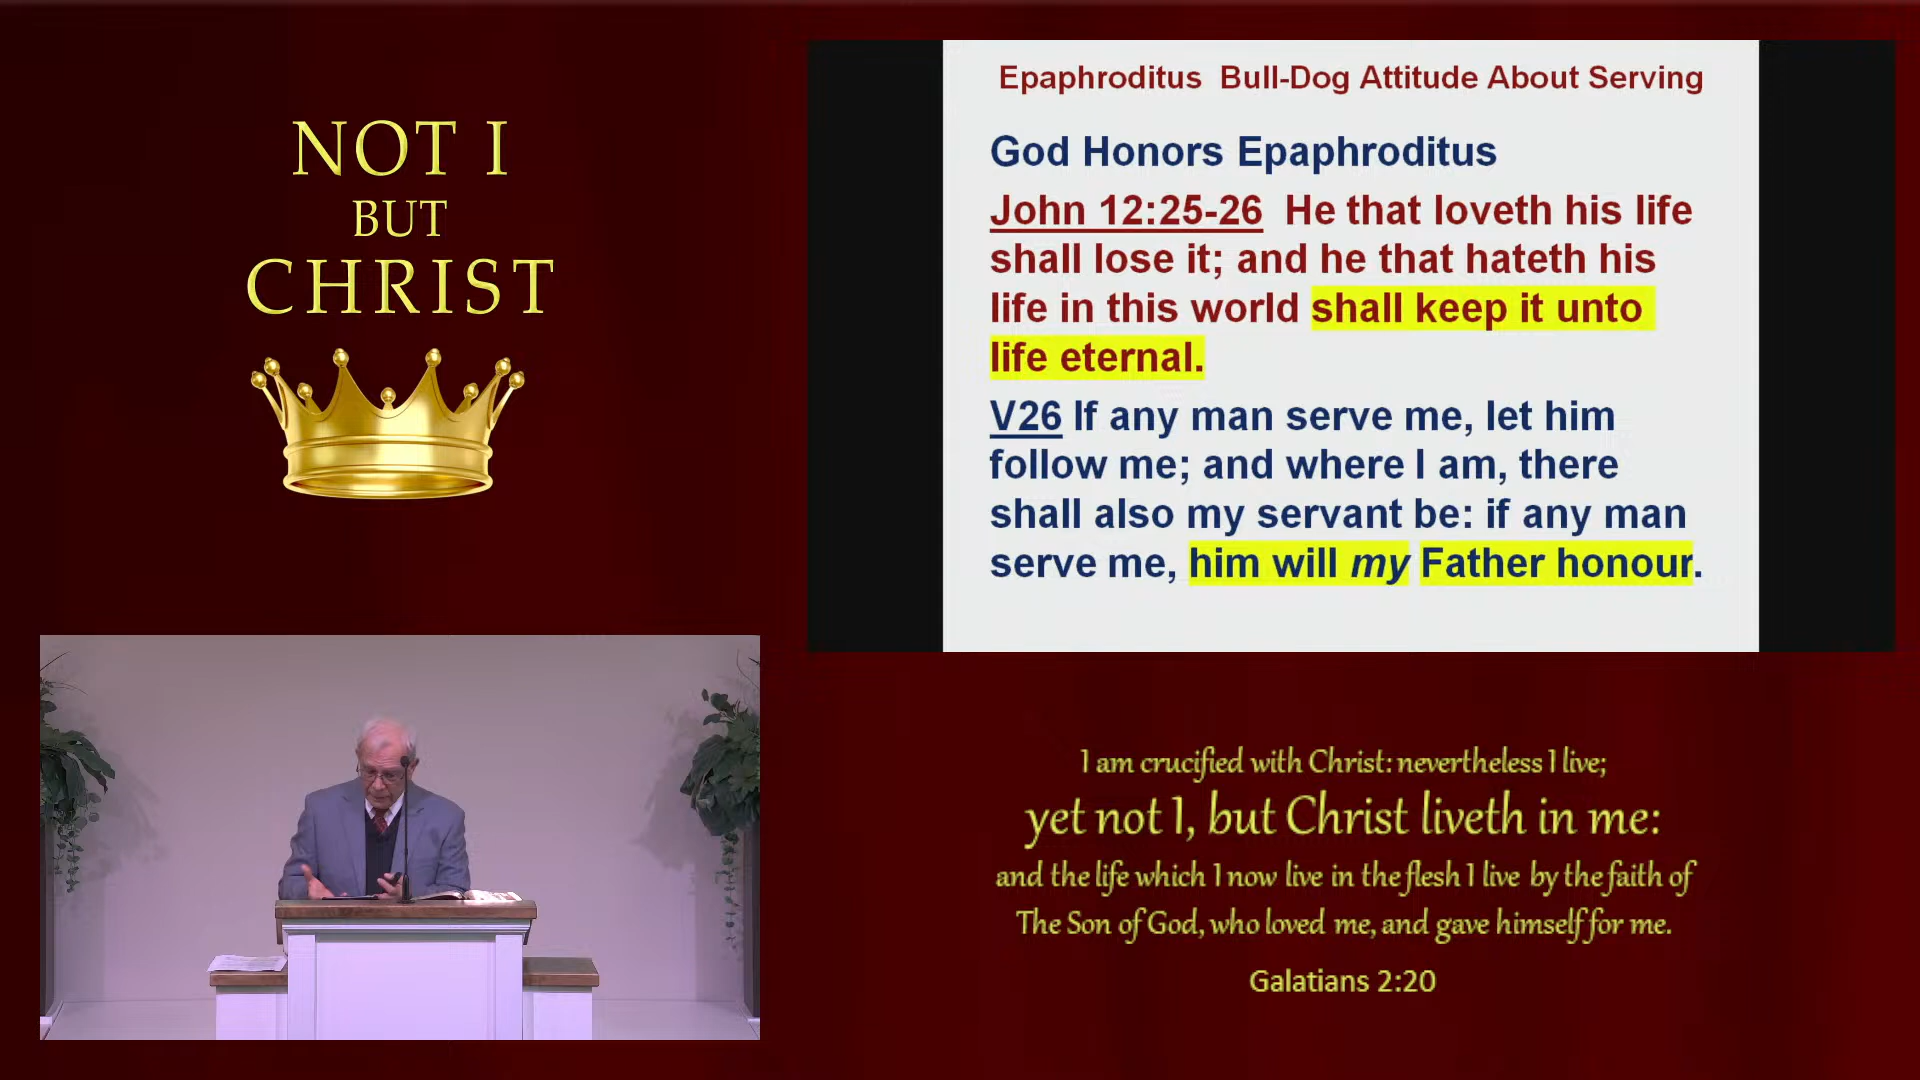 NOT I
BUT
CHRIST
Epaphroditus  Bull-Dog Attitude About Serving
God Honors Epaphroditus
John 12:25-26  He that loveth his life
shall lose it; and he that hateth his
life in this world shall keep it unto
life eternal.
V26 If any man serve me, let him
follow me; and where I am, there
shall also my servant be: if any man
serve me, him will my Father honour.
I am crucified with Christ: nevertheless I live;
yet not I, but Christ liveth in me:
and the life which I now live in the flesh I live by the faith of
The Son of God, who loved me, and gave himself for me.
Galatians 2:20